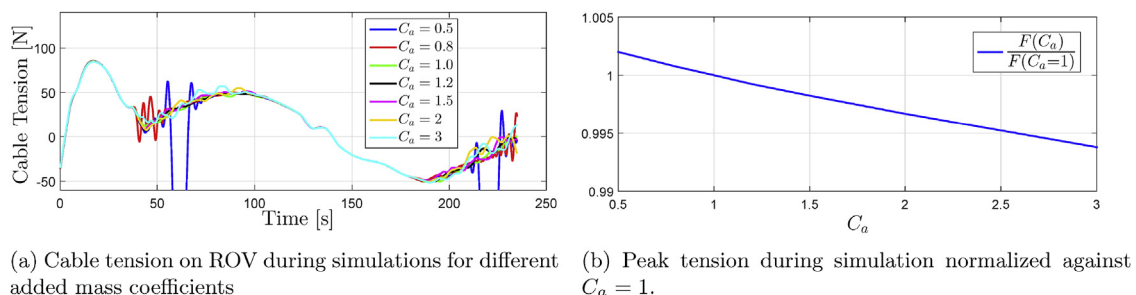 Cable Tension [N]
100
50
0
-50
0
50
100
150
200
250
Time [s]
C_a = 0.5
C_a = 0.8
C_a = 1.0
C_a = 1.2
C_a = 1.5
C_a = 2
C_a = 3
1.005
1
0.995
0.99
0.5
1
1.5
2
2.5
3
C_a
F(C_a)
F(C_a=1)
(a) Cable tension on ROV during simulations for different
added mass coefficients
(b) Peak tension during simulation normalized against
C_a = 1.